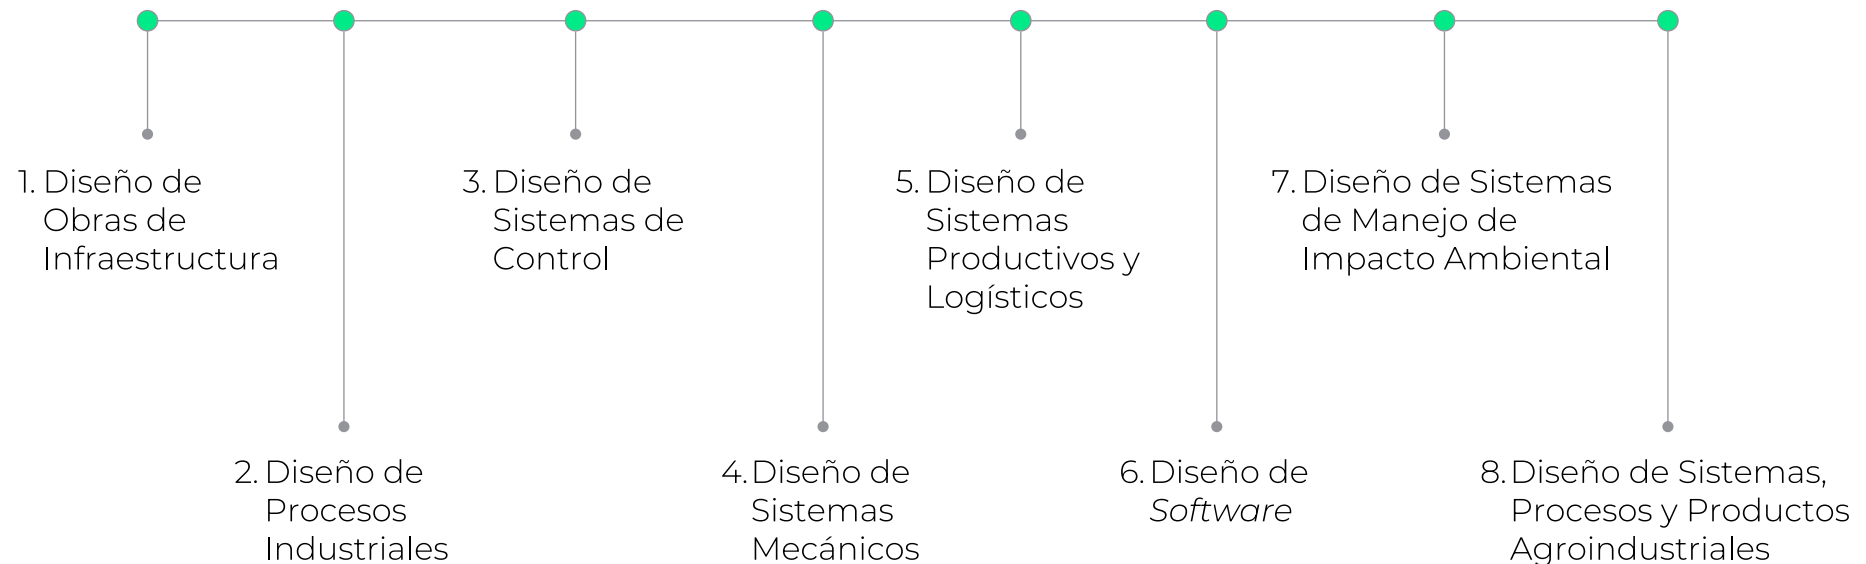 1. Diseño de
Obras de
Infraestructura
2. Diseño de
Procesos
Industriales
3. Diseño de
Sistemas de
Control
4. Diseño de
Sistemas
Mecánicos
5. Diseño de
Sistemas
Productivos y
Logísticos
6. Diseño de
Software
7. Diseño de Sistemas
de Manejo de
Impacto Ambiental
8. Diseño de Sistemas,
Procesos y Productos
Agroindustriales